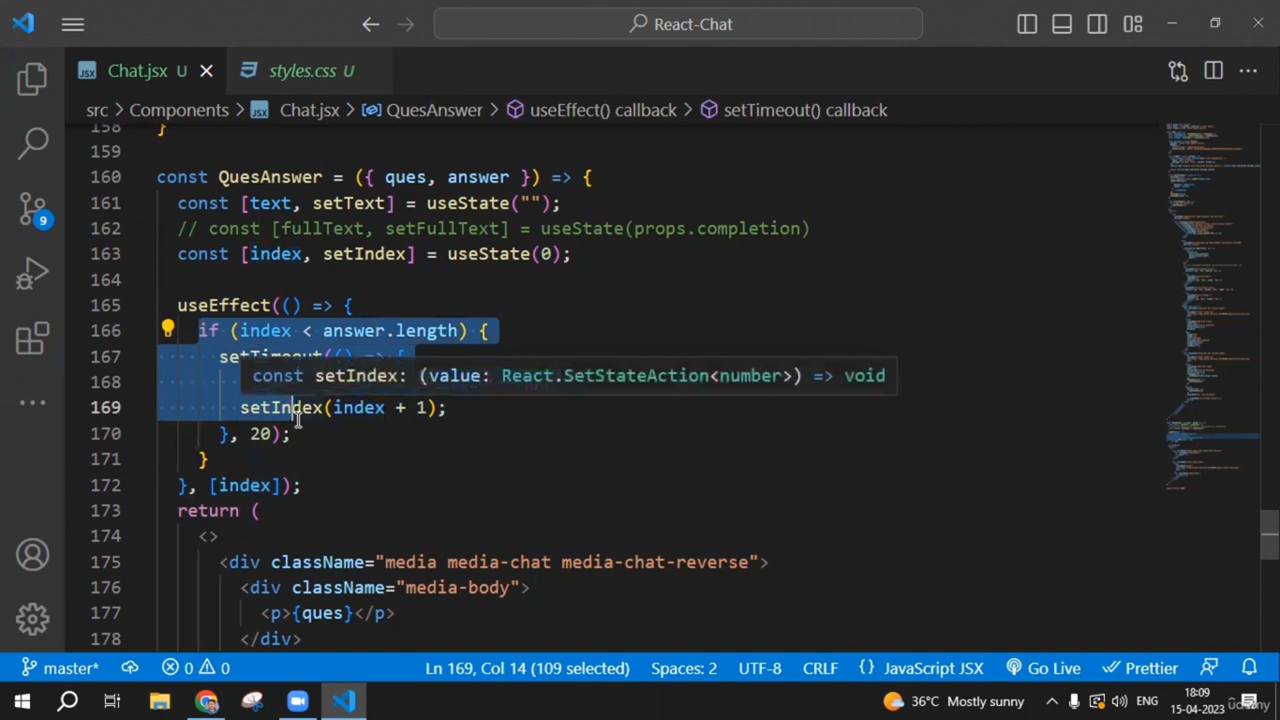 React-Chat
JSX Chat.jsx U
styles.css U
src > Components > JSX Chat.jsx > QuesAnswer > useEffect() callback > setTimeout() callback
158 }
159
160 const QuesAnswer = ({ ques, answer }) => {
161 const [text, setText] = useState("");
162 // const [fullText, setFullText] = useState(props.completion)
163 const [index, setIndex] = useState(0);
164
165 useEffect(() => {
166 if (index < answer.length) {
167 setTimeout(() => {
168 const setIndex: (value: React.SetStateAction<number>) => void
169 setIndex(index + 1);
170 }, 20);
171 }
172 }, [index]);
173 return (
174 <>
175 <div className="media media-chat media-chat-reverse">
176 <div className="media-body">
177 <p>{ques}</p>
178 </div>
9
master* 0 0 Ln 169, Col 14 (109 selected) Spaces: 2 UTF-8 CRLF {} JavaScript JSX Go Live Prettier
36°C Mostly sunny ENG 18:09
15-04-2023
udemy